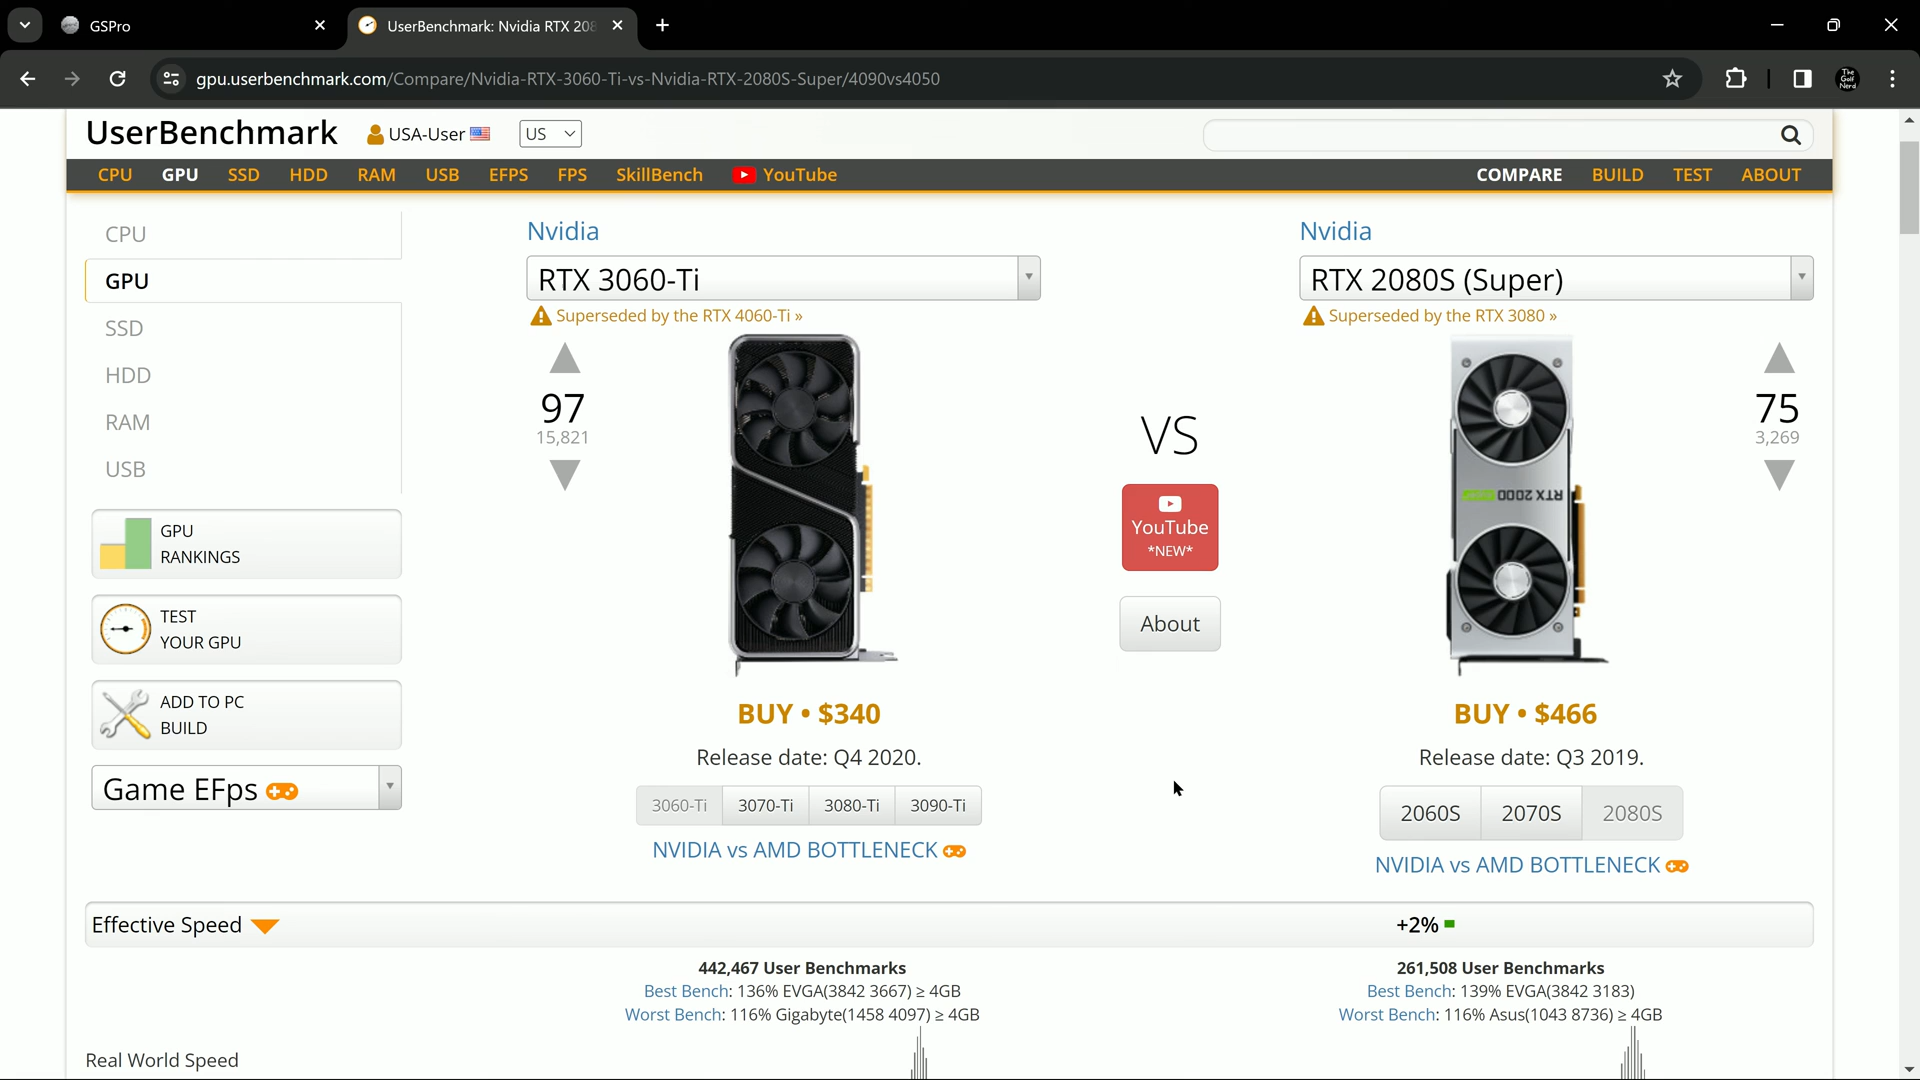 GSPro
UserBenchmark: Nvidia RTX 208
gpu.userbenchmark.com/Compare/Nvidia-RTX-3060-Ti-vs-Nvidia-RTX-2080S-Super/4090vs4050
The Golf Nerd
UserBenchmark
USA-User
US
CPU GPU SSD HDD RAM USB EFPS FPS SkillBench YouTube
COMPARE BUILD TEST ABOUT
CPU
GPU
SSD
HDD
RAM
USB
GPU
RANKINGS
TEST
YOUR GPU
ADD TO PC
BUILD
Game EFps
Nvidia
RTX 3060-Ti
Superseded by the RTX 4060-Ti »
97
15,821
BUY • $340
Release date: Q4 2020.
3060-Ti 3070-Ti 3080-Ti 3090-Ti
NVIDIA vs AMD BOTTLENECK
VS
YouTube
*NEW*
About
Nvidia
RTX 2080S (Super)
Superseded by the RTX 3080 »
75
3,269
RTX 2000
BUY • $466
Release date: Q3 2019.
2060S 2070S 2080S
NVIDIA vs AMD BOTTLENECK
Effective Speed
+2%
442,467 User Benchmarks
Best Bench: 136% EVGA(3842 3667) ≥ 4GB
Worst Bench: 116% Gigabyte(1458 4097) ≥ 4GB
261,508 User Benchmarks
Best Bench: 139% EVGA(3842 3183)
Worst Bench: 116% Asus(1043 8736) ≥ 4GB
Real World Speed